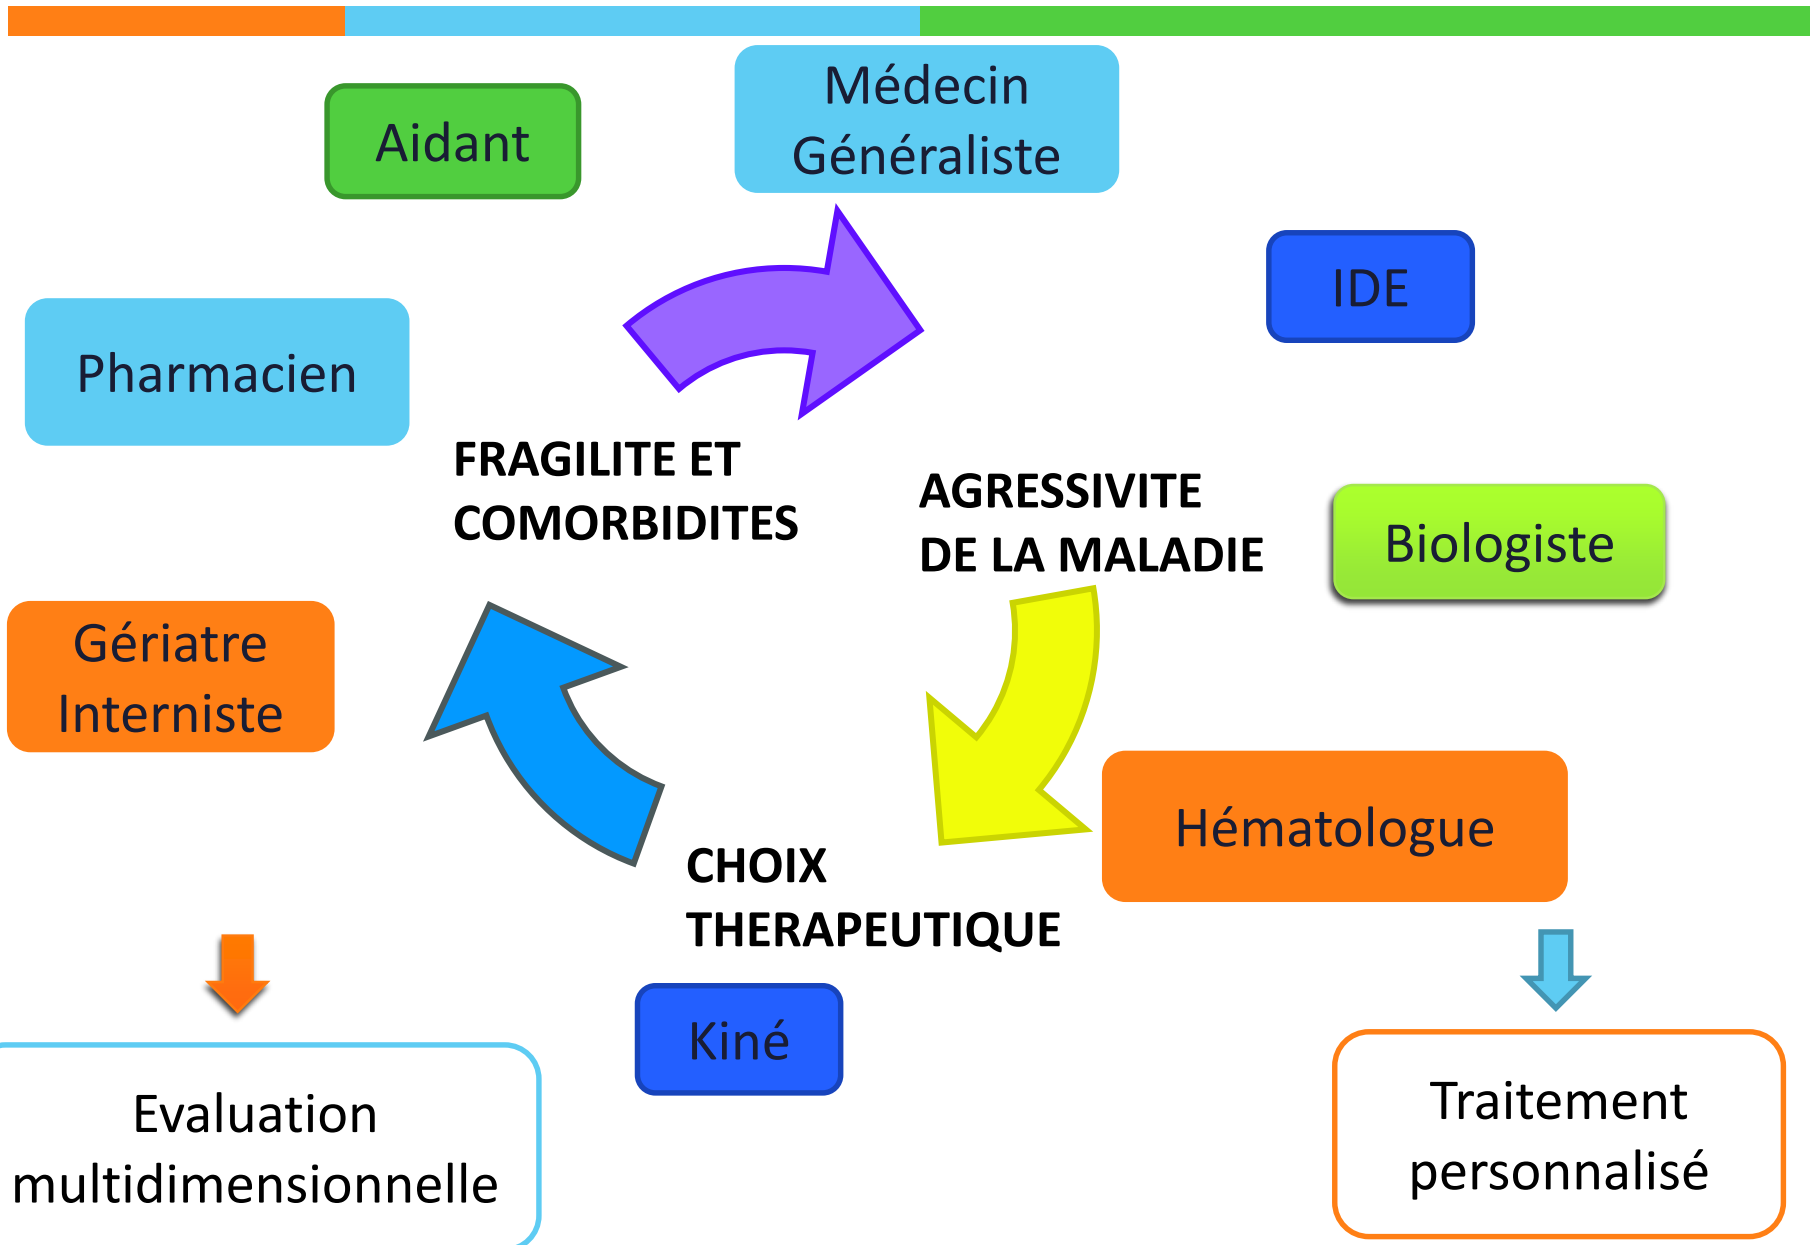 Aidant
Médecin
Généraliste
IDE
Pharmacien
FRAGILITE ET
COMORBIDITES
AGRESSIVITE
DE LA MALADIE
Biologiste
Gériatre
Interniste
Hématologue
CHOIX
THERAPEUTIQUE
Kiné
Evaluation
multidimensionnelle
Traitement
personnalisé